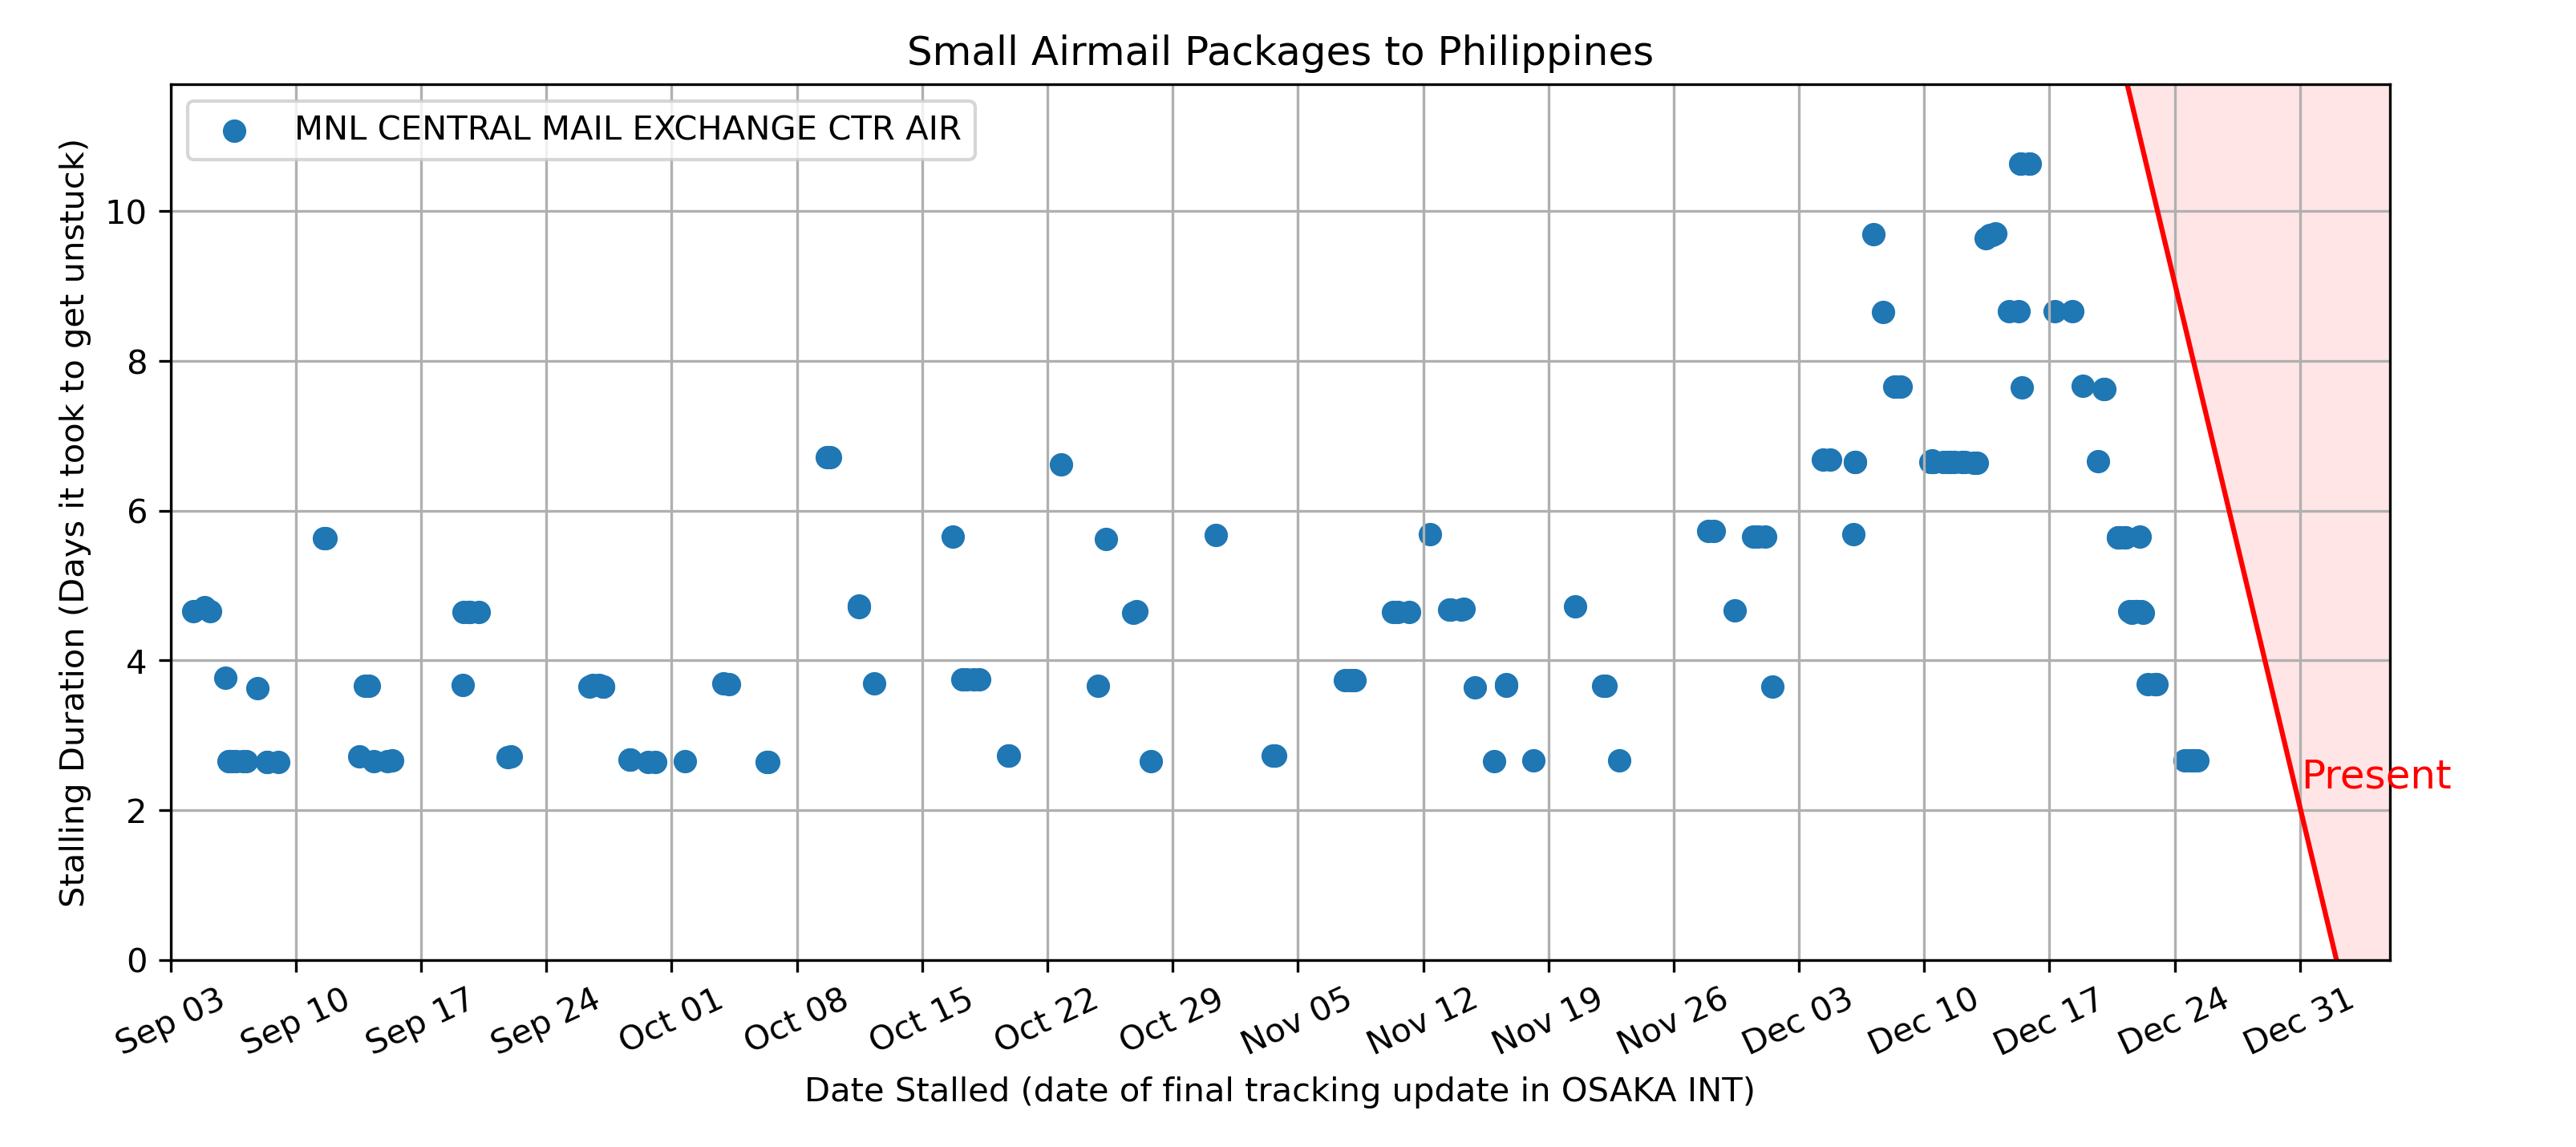 Small Airmail Packages to Philippines
MNL CENTRAL MAIL EXCHANGE CTR AIR
Stalling Duration (Days it took to get unstuck)
10
8
6
4
2
0
Present
Sep 03
Sep 10
Sep 17
Sep 24
Oct 01
Oct 08
Oct 15
Oct 22
Oct 29
Nov 05
Nov 12
Nov 19
Nov 26
Dec 03
Dec 10
Dec 17
Dec 24
Dec 31
Date Stalled (date of final tracking update in OSAKA INT)